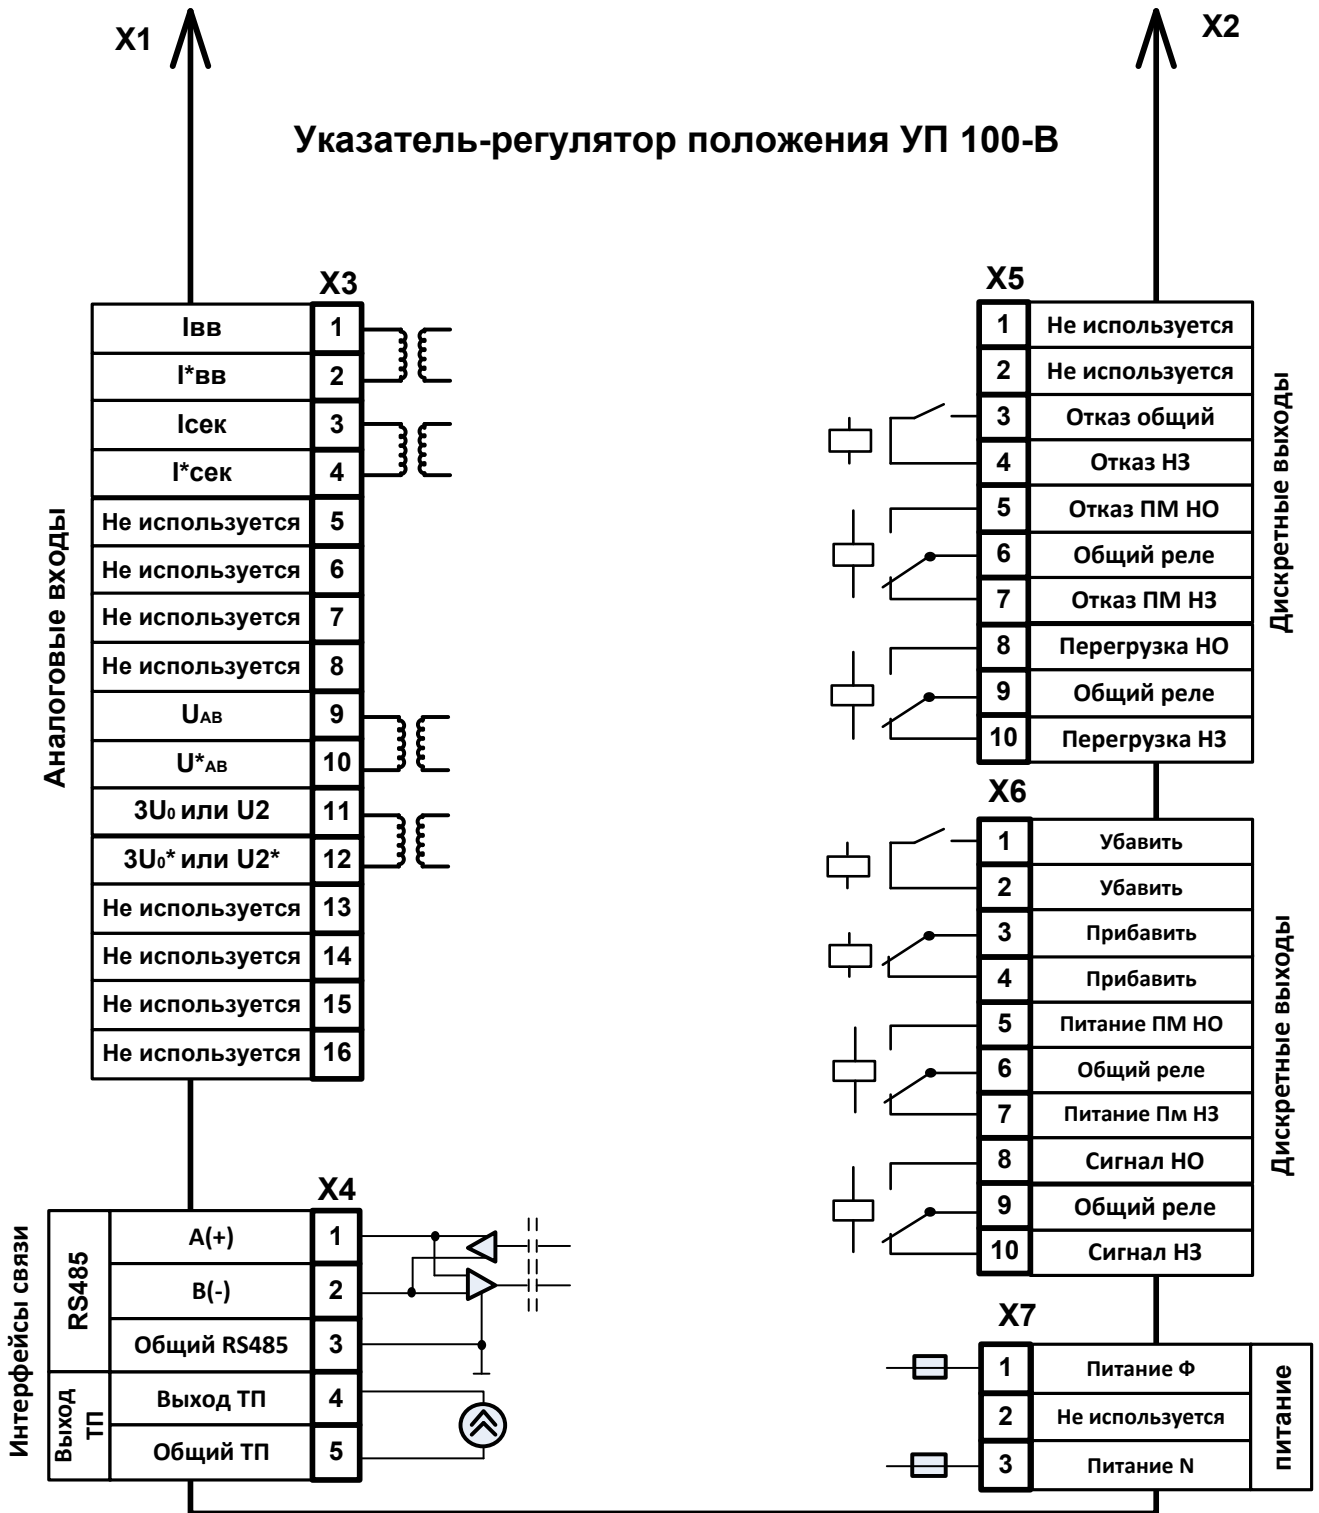 X1
X2
Указатель-регулятор положения УП 100-В
X3
Аналоговые входы
Iвв 1
I*вв 2
Iсек 3
I*сек 4
Не используется 5
Не используется 6
Не используется 7
Не используется 8
UАВ 9
U*АВ 10
3U0 или U2 11
3U0* или U2* 12
Не используется 13
Не используется 14
Не используется 15
Не используется 16
X4
Интерфейсы связи
RS485
A(+) 1
B(-) 2
Общий RS485 3
Выход ТП
Выход ТП 4
Общий ТП 5
X5
1 Не используется
2 Не используется
3 Отказ общий
4 Отказ НЗ
5 Отказ ПМ НО
6 Общий реле
7 Отказ ПМ НЗ
8 Перегрузка НО
9 Общий реле
10 Перегрузка НЗ
Дискретные выходы
X6
1 Убавить
2 Убавить
3 Прибавить
4 Прибавить
5 Питание ПМ НО
6 Общий реле
7 Питание Пм НЗ
8 Сигнал НО
9 Общий реле
10 Сигнал НЗ
Дискретные выходы
X7
1 Питание Ф
2 Не используется
3 Питание N
питание